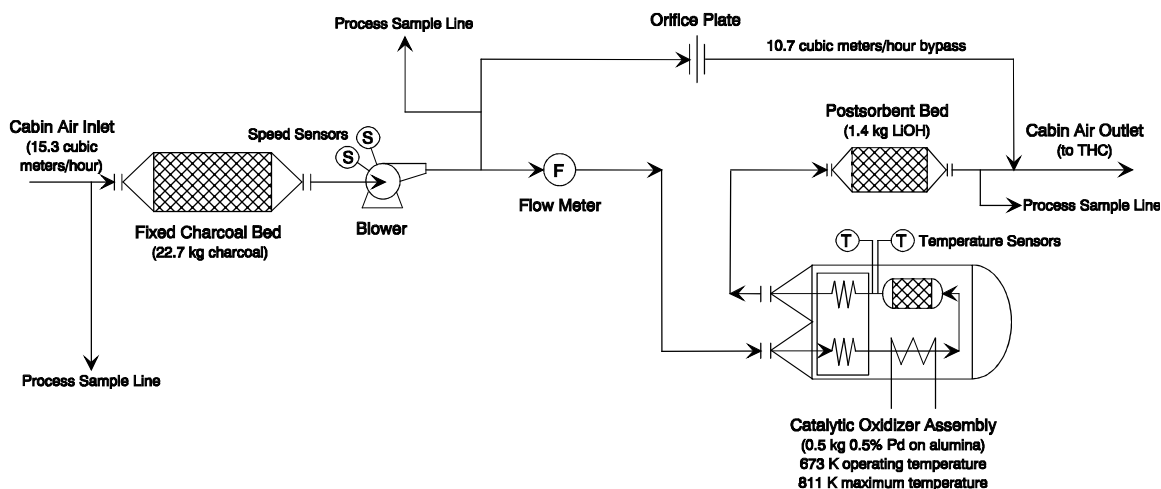 Process Sample Line
Orifice Plate
10.7 cubic meters/hour bypass
Cabin Air Inlet
(15.3 cubic
meters/hour)
Speed Sensors
S
S
Postsorbent Bed
(1.4 kg LiOH)
Cabin Air Outlet
(to THC)
F
Flow Meter
Process Sample Line
Fixed Charcoal Bed
(22.7 kg charcoal)
Blower
T
T
Temperature Sensors
Process Sample Line
Catalytic Oxidizer Assembly
(0.5 kg 0.5% Pd on alumina)
673 K operating temperature
811 K maximum temperature